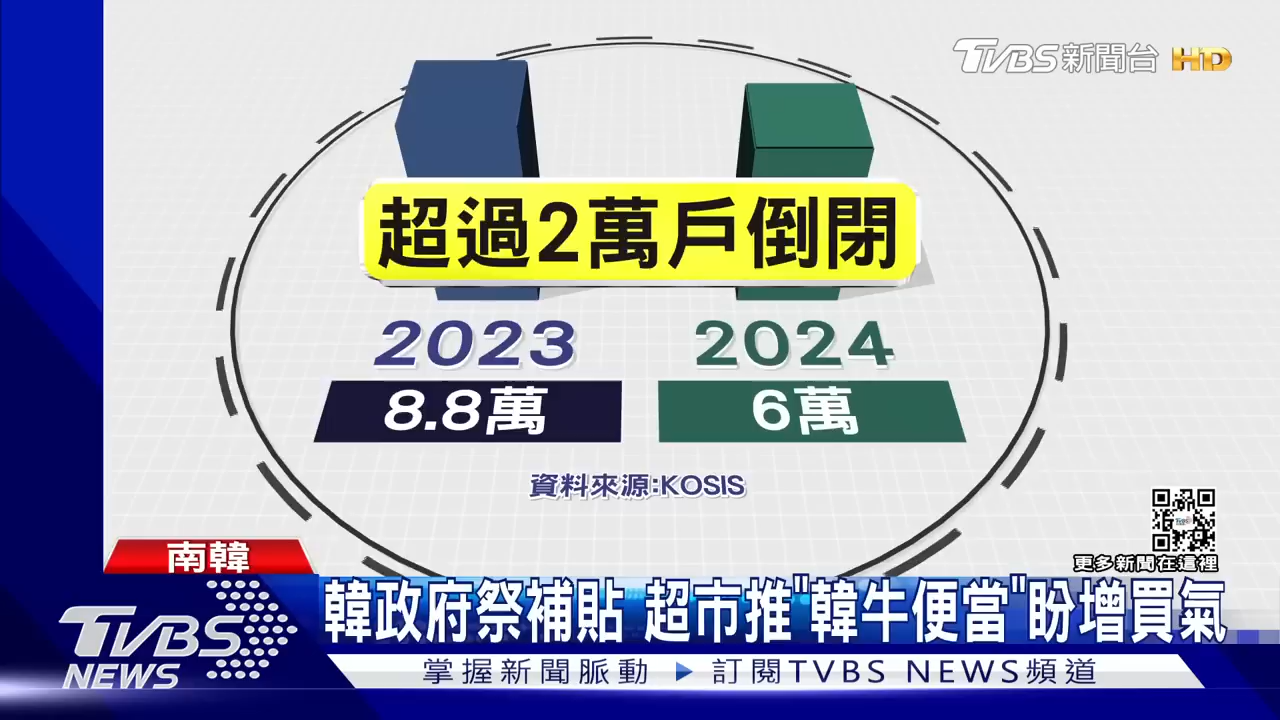 TVBS新聞台 HD
超過2萬戶倒閉
2023 2024
8.8萬 6萬
資料來源:KOSIS
更多新聞在這裡
南韓
韓政府祭補貼 超市推"韓牛便當"盼增買氣
TVBS NEWS
掌握新聞脈動 ▶ 訂閱TVBS NEWS頻道